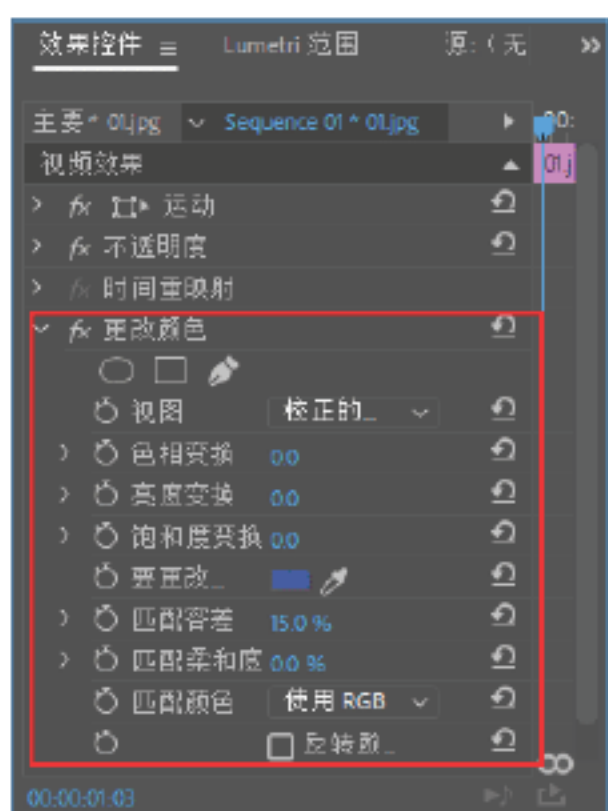 效果控件 ≡ Lumetri 范围 源:（无 »
主要 * 01.jpg Sequence 01 * 01.jpg 00:
视频效果 01.j
fx 运动
fx 不透明度
fx 时间重映射
fx 更改颜色
视图 校正的...
色相变换 0.0
亮度变换 0.0
饱和度变换 0.0
要更改...
匹配容差 15.0 %
匹配柔和度 0.0 %
匹配颜色 使用 RGB
反转颜...
00:00:01:03